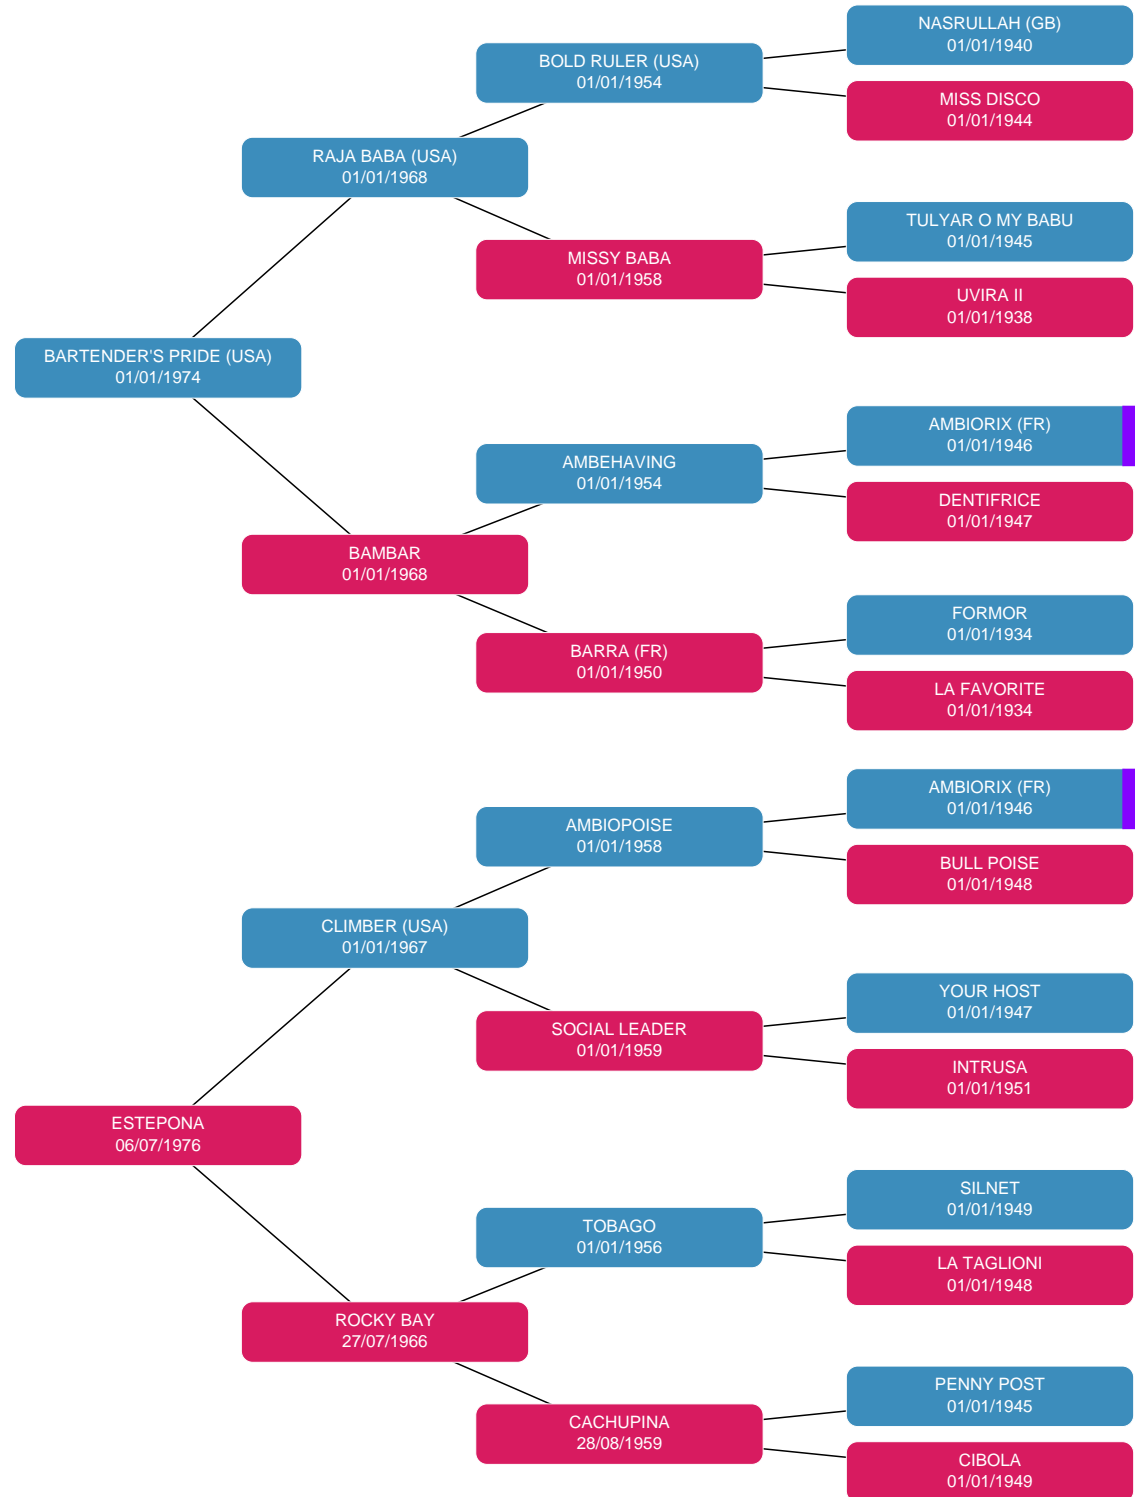 NASRULLAH (GB)
01/01/1940
BOLD RULER (USA)
01/01/1954
MISS DISCO
01/01/1944
RAJA BABA (USA)
01/01/1968
TULYAR O MY BABU
01/01/1945
MISSY BABA
01/01/1958
UVIRA II
01/01/1938
BARTENDER'S PRIDE (USA)
01/01/1974
AMBIORIX (FR)
01/01/1946
AMBEHAVING
01/01/1954
DENTIFRICE
01/01/1947
BAMBAR
01/01/1968
FORMOR
01/01/1934
BARRA (FR)
01/01/1950
LA FAVORITE
01/01/1934
AMBIORIX (FR)
01/01/1946
AMBIOPOISE
01/01/1958
BULL POISE
01/01/1948
CLIMBER (USA)
01/01/1967
YOUR HOST
01/01/1947
SOCIAL LEADER
01/01/1959
INTRUSA
01/01/1951
ESTEPONA
06/07/1976
SILNET
01/01/1949
TOBAGO
01/01/1956
LA TAGLIONI
01/01/1948
ROCKY BAY
27/07/1966
PENNY POST
01/01/1945
CACHUPINA
28/08/1959
CIBOLA
01/01/1949